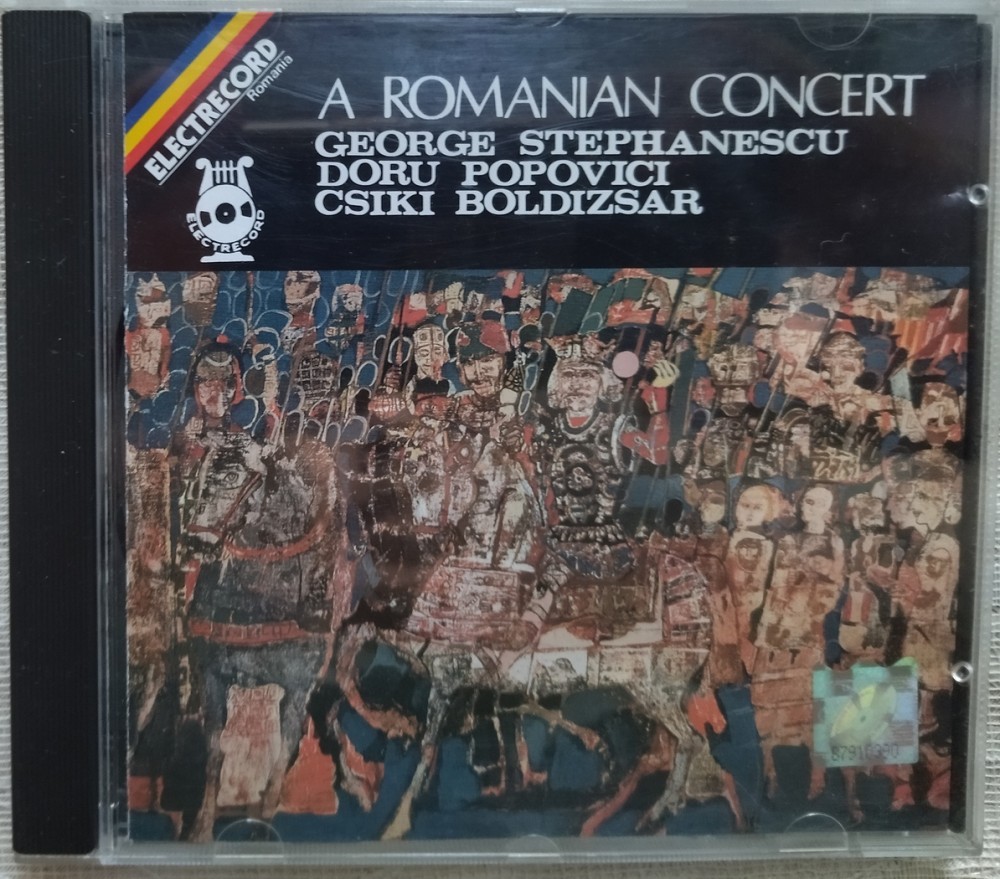 ELECTRECORD
Romania
A ROMANIAN CONCERT
GEORGE STEPHANESCU
DORU POPOVICI
CSIKI BOLDIZSAR
ELECTRECORD